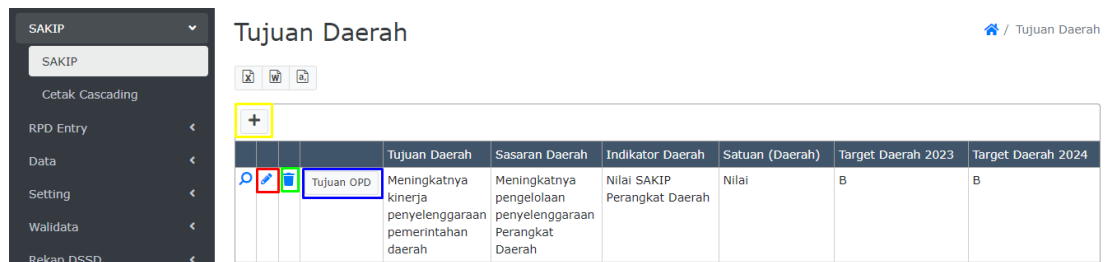 SAKIP
SAKIP
Cetak Cascading
RPD Entry
Data
Setting
Walidata
Rekap DSSD
Tujuan Daerah
/ Tujuan Daerah
Tujuan Daerah Sasaran Daerah Indikator Daerah Satuan (Daerah) Target Daerah 2023 Target Daerah 2024
Tujuan OPD
Meningkatnya
kinerja
penyelenggaraan
pemerintahan
daerah
Meningkatnya
pengelolaan
penyelenggaraan
Perangkat
Daerah
Nilai SAKIP
Perangkat Daerah
Nilai
B
B